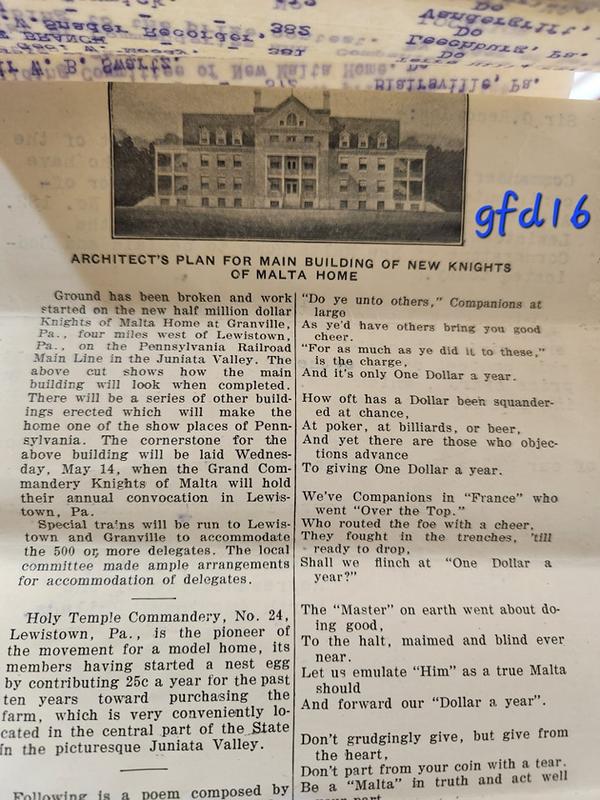 gfd16
ARCHITECT'S PLAN FOR MAIN BUILDING OF NEW KNIGHTS
OF MALTA HOME
Ground has been broken and work
started on the new half million dollar
Knights of Malta Home at Granville,
Pa., four miles west of Lewistown,
Pa., on the Pennsylvania Railroad
Main Line in the Juniata Valley. The
above cut shows how the main
building will look when completed.
There will be a series of other build-
ings erected which will make the
home one of the show places of Penn-
sylvania. The cornerstone for the
above building will be laid Wednes-
day, May 14, when the Grand Com-
mandery Knights of Malta will hold
their annual convocation in Lewis-
town, Pa.
Special trains will be run to Lewis-
town and Granville to accommodate
the 500 or more delegates. The local
committee made ample arrangements
for accommodation of delegates.
Holy Temple Commandery, No. 24,
Lewistown, Pa., is the pioneer of
the movement for a model home, its
members having started a nest egg
by contributing 25c a year for the past
ten years toward purchasing the
farm, which is very conveniently lo-
cated in the central part of the State
in the picturesque Juniata Valley.
Following is a poem composed by
"Do ye unto others," Companions at
large
As ye'd have others bring you good
cheer.
"For as much as ye did it to these,"
is the charge,
And it's only One Dollar a year.
How oft has a Dollar been squander-
ed at chance,
At poker, at billiards, or beer,
And yet there are those who objec-
tions advance
To giving One Dollar a year.
We've Companions in "France" who
went "Over the Top."
Who routed the foe with a cheer,
They fought in the trenches, 'till
ready to drop,
Shall we flinch at "One Dollar a
year?"
The "Master" on earth went about do-
ing good,
To the halt, maimed and blind ever
near.
Let us emulate "Him" as a true Malta
should
And forward our "Dollar a year".
Don't grudgingly give, but give from
the heart,
Don't part from your coin with a tear.
Be a "Malta" in truth and act well
your part